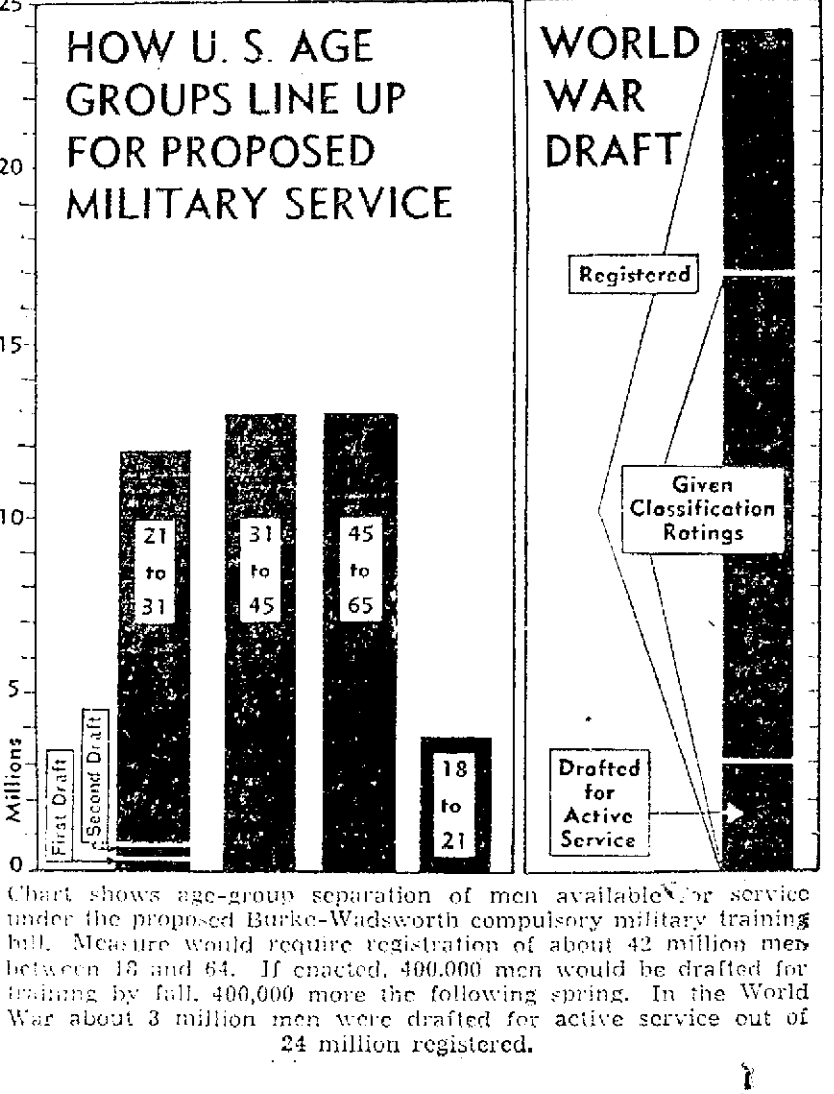 25
20
15
10
5
0
Millions
HOW U. S. AGE
GROUPS LINE UP
FOR PROPOSED
MILITARY SERVICE
First Draft
Second Draft
21
to
31
31
to
45
45
to
65
18
to
21
WORLD
WAR
DRAFT
Registered
Given
Classification
Ratings
Drafted
for
Active
Service
Chart shows age-group separation of men available for service
under the proposed Burke-Wadsworth compulsory military training
bill. Measure would require registration of about 42 million men
between 18 and 64. If enacted, 400,000 men would be drafted for
training by fall, 400,000 more the following spring. In the World
War about 3 million men were drafted for active service out of
24 million registered.